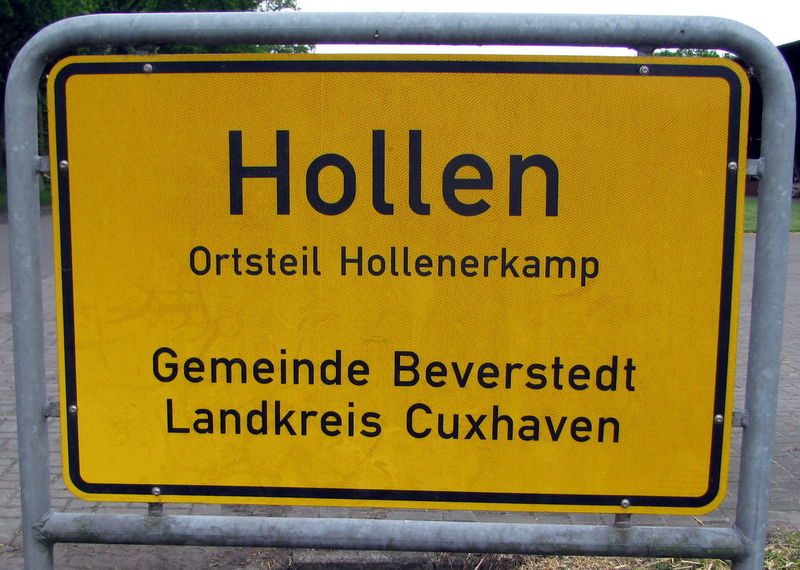 Hollen
Ortsteil Hollenerkamp
Gemeinde Beverstedt
Landkreis Cuxhaven